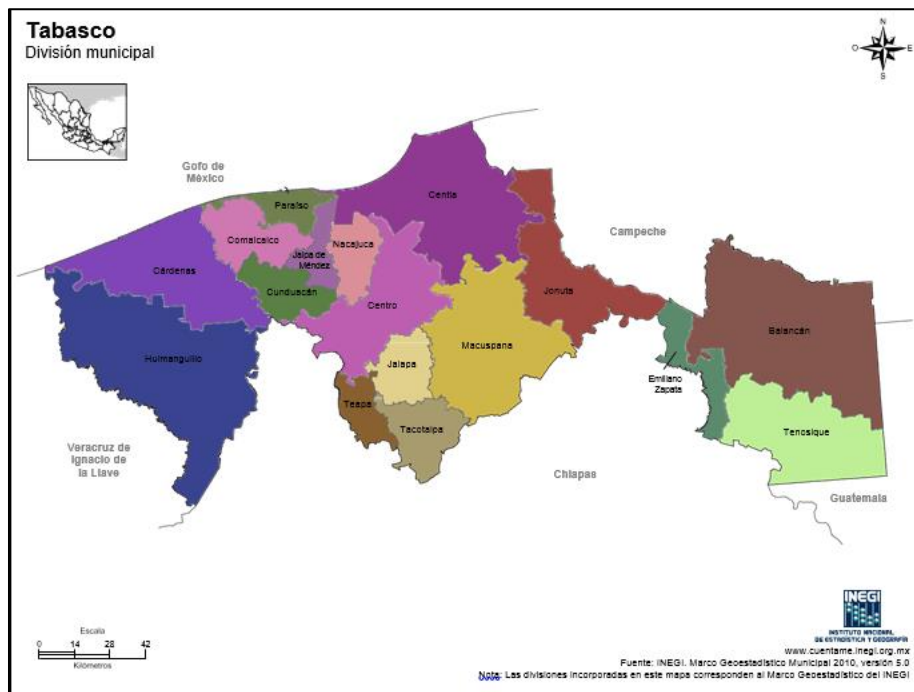 Tabasco
División municipal
N
O
E
S
Gofo de
México
Paraíso
Centla
Comalcalco
Jalpa de
Méndez
Nacajuca
Campeche
Cárdenas
Cunduacán
Centro
Jonuta
Balancán
Huimanguillo
Jalapa
Macuspana
Emiliano
Zapata
Teapa
Tacotalpa
Tenosique
Veracruz de
Ignacio de
la Llave
Chiapas
Guatemala
Escala
0 14 28 42
Kilómetros
INEGI
INSTITUTO NACIONAL
DE ESTADÍSTICA Y GEOGRAFÍA
www.cuentame.inegi.org.mx
Fuente: INEGI. Marco Geoestadístico Municipal 2010, versión 5.0
Nota: Las divisiones incorporadas en este mapa corresponden al Marco Geoestadístico del INEGI